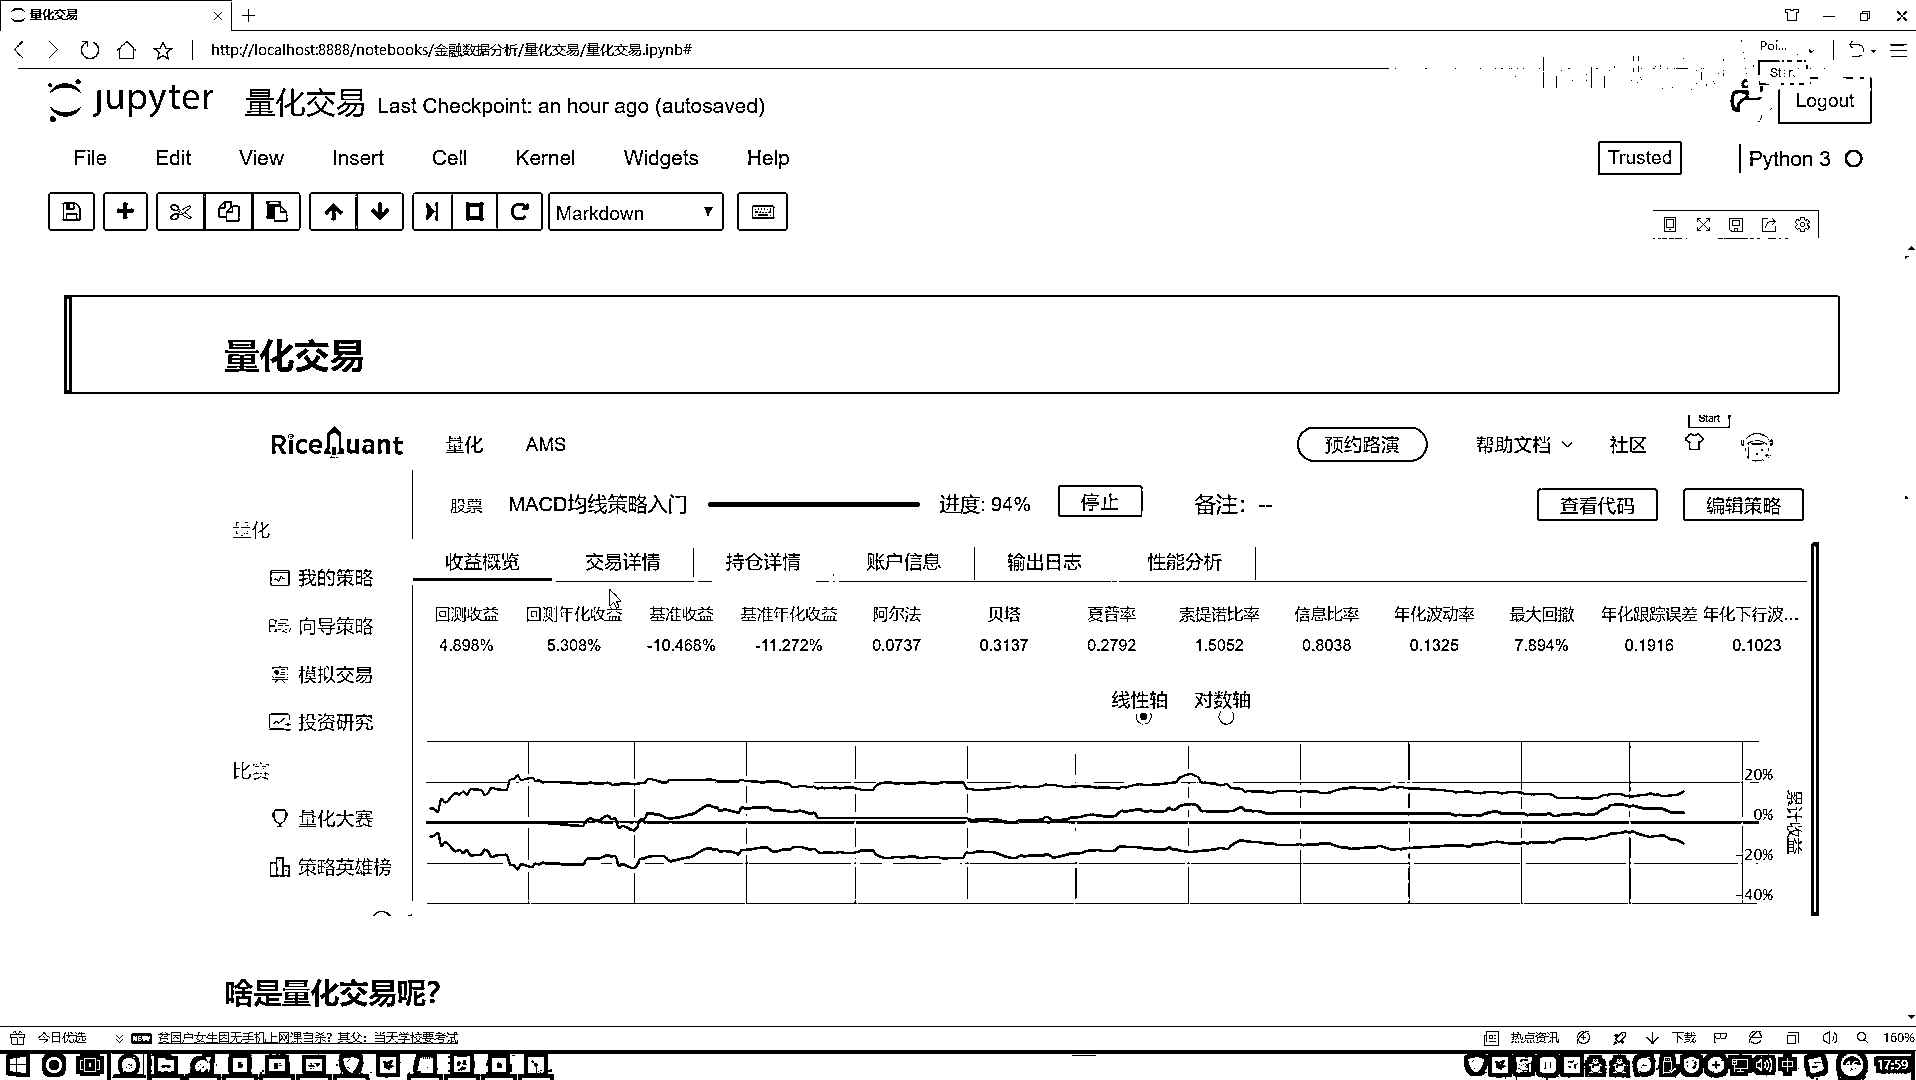 量化交易
http://localhost:8888/notebooks/金融数据分析/量化交易/量化交易.ipynb#
Poi...
Start
jupyter 量化交易 Last Checkpoint: an hour ago (autosaved)
Logout
File Edit View Insert Cell Kernel Widgets Help
Trusted
Python 3
Markdown
量化交易
RiceQuant 量化 AMS 预约路演 帮助文档 社区
Start
股票 MACD均线策略入门 进度: 94% 停止 备注: -- 查看代码 编辑策略
量化
我的策略
向导策略
模拟交易
投资研究
比赛
量化大赛
策略英雄榜
收益概览 交易详情 持仓详情 账户信息 输出日志 性能分析
回测收益 回测年化收益 基准收益 基准年化收益 阿尔法 贝塔 夏普率 索提诺比率 信息比率 年化波动率 最大回撤 年化跟踪误差 年化下行波...
4.898% 5.308% -10.468% -11.272% 0.0737 0.3137 0.2792 1.5052 0.8038 0.1325 7.894% 0.1916 0.1023
线性轴 对数轴
20%
0%
-20%
-40%
累计收益
啥是量化交易呢?
今日优选 NEW 贫困户女生因无手机上网课自杀? 其父: 当天学校要考试
热点资讯 下载 160%
中 17:59